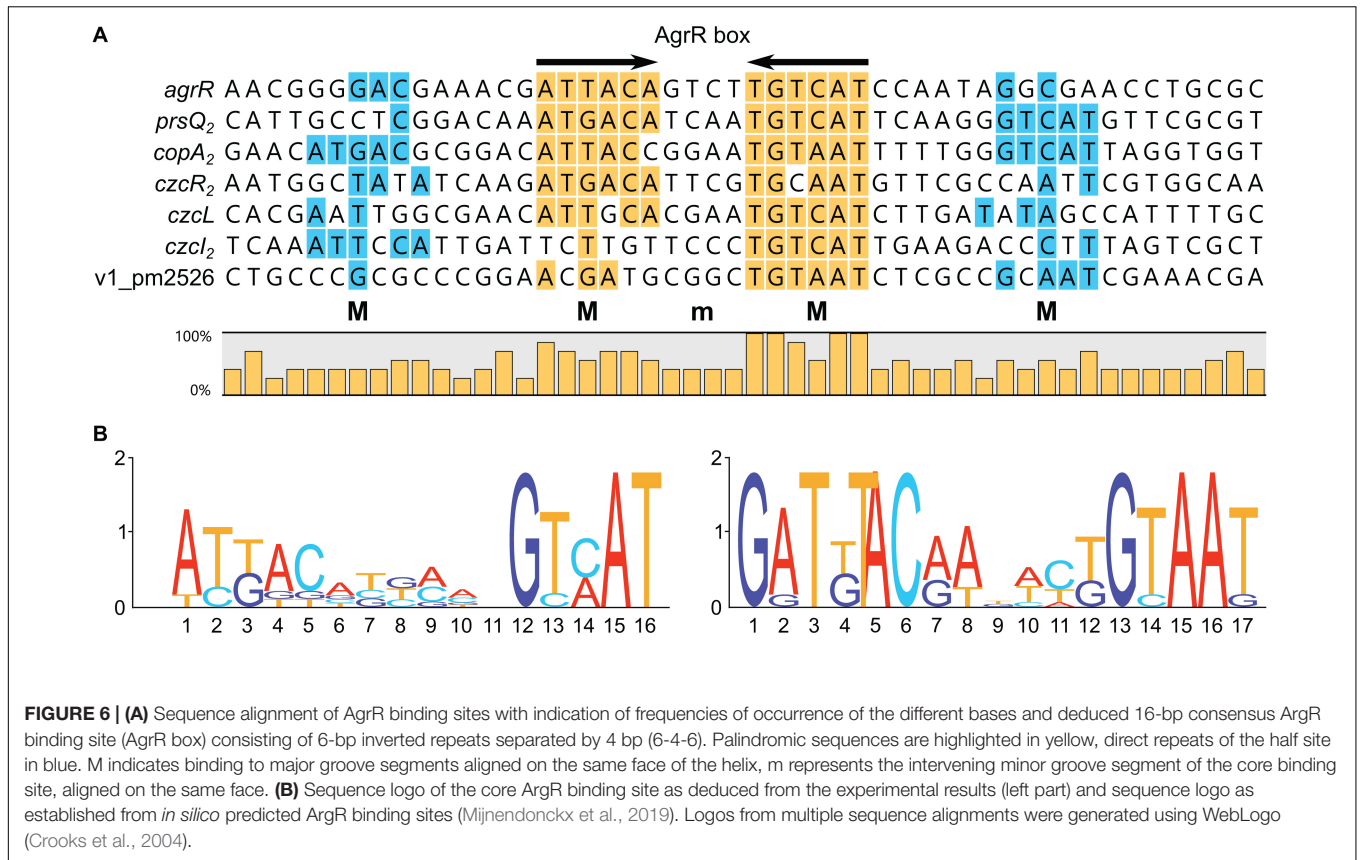 A
AgrR box
agrR AACGGGGACGAAACGATTACAGTCTTGTCATCCAATAGGCGAACCTGCGC
prsQ2 CATTGCCTCGGACAAATGACATCAATGTCATTCAAGGGTCATGTTCGCGT
copA2 GAACATGACGCGGACATTACCGGAATGTAATTTTTGGGTCATTAGGTGGT
czcR2 AATGGCTATATCAAGATGACATTCGTGCAATGTTCGCCAATTCGTGGCAA
czcL CACGAATTGGCGAACATTGCACGAATGTCATCTTGATATAGCCATTTTGC
czcI2 TCAAATTCCATTGATTCTTGTTCCCTGTCATTGAAGACCCTTTAGTCGCT
v1_pm2526 CTGCCCGCGCCCGGAACGATGCGGCTGTAATCTCGCCGCAATCGAAACGA
M M m M M
100%
0%
B
2 2
1 1
0 0
1 2 3 4 5 6 7 8 9 10 11 12 13 14 15 16 1 2 3 4 5 6 7 8 9 10 11 12 13 14 15 16 17
FIGURE 6 | (A) Sequence alignment of AgrR binding sites with indication of frequencies of occurrence of the different bases and deduced 16-bp consensus ArgR
binding site (AgrR box) consisting of 6-bp inverted repeats separated by 4 bp (6-4-6). Palindromic sequences are highlighted in yellow, direct repeats of the half site
in blue. M indicates binding to major groove segments aligned on the same face of the helix, m represents the intervening minor groove segment of the core binding
site, aligned on the same face. (B) Sequence logo of the core ArgR binding site as deduced from the experimental results (left part) and sequence logo as
established from in silico predicted ArgR binding sites (Mijnendonckx et al., 2019). Logos from multiple sequence alignments were generated using WebLogo
(Crooks et al., 2004).